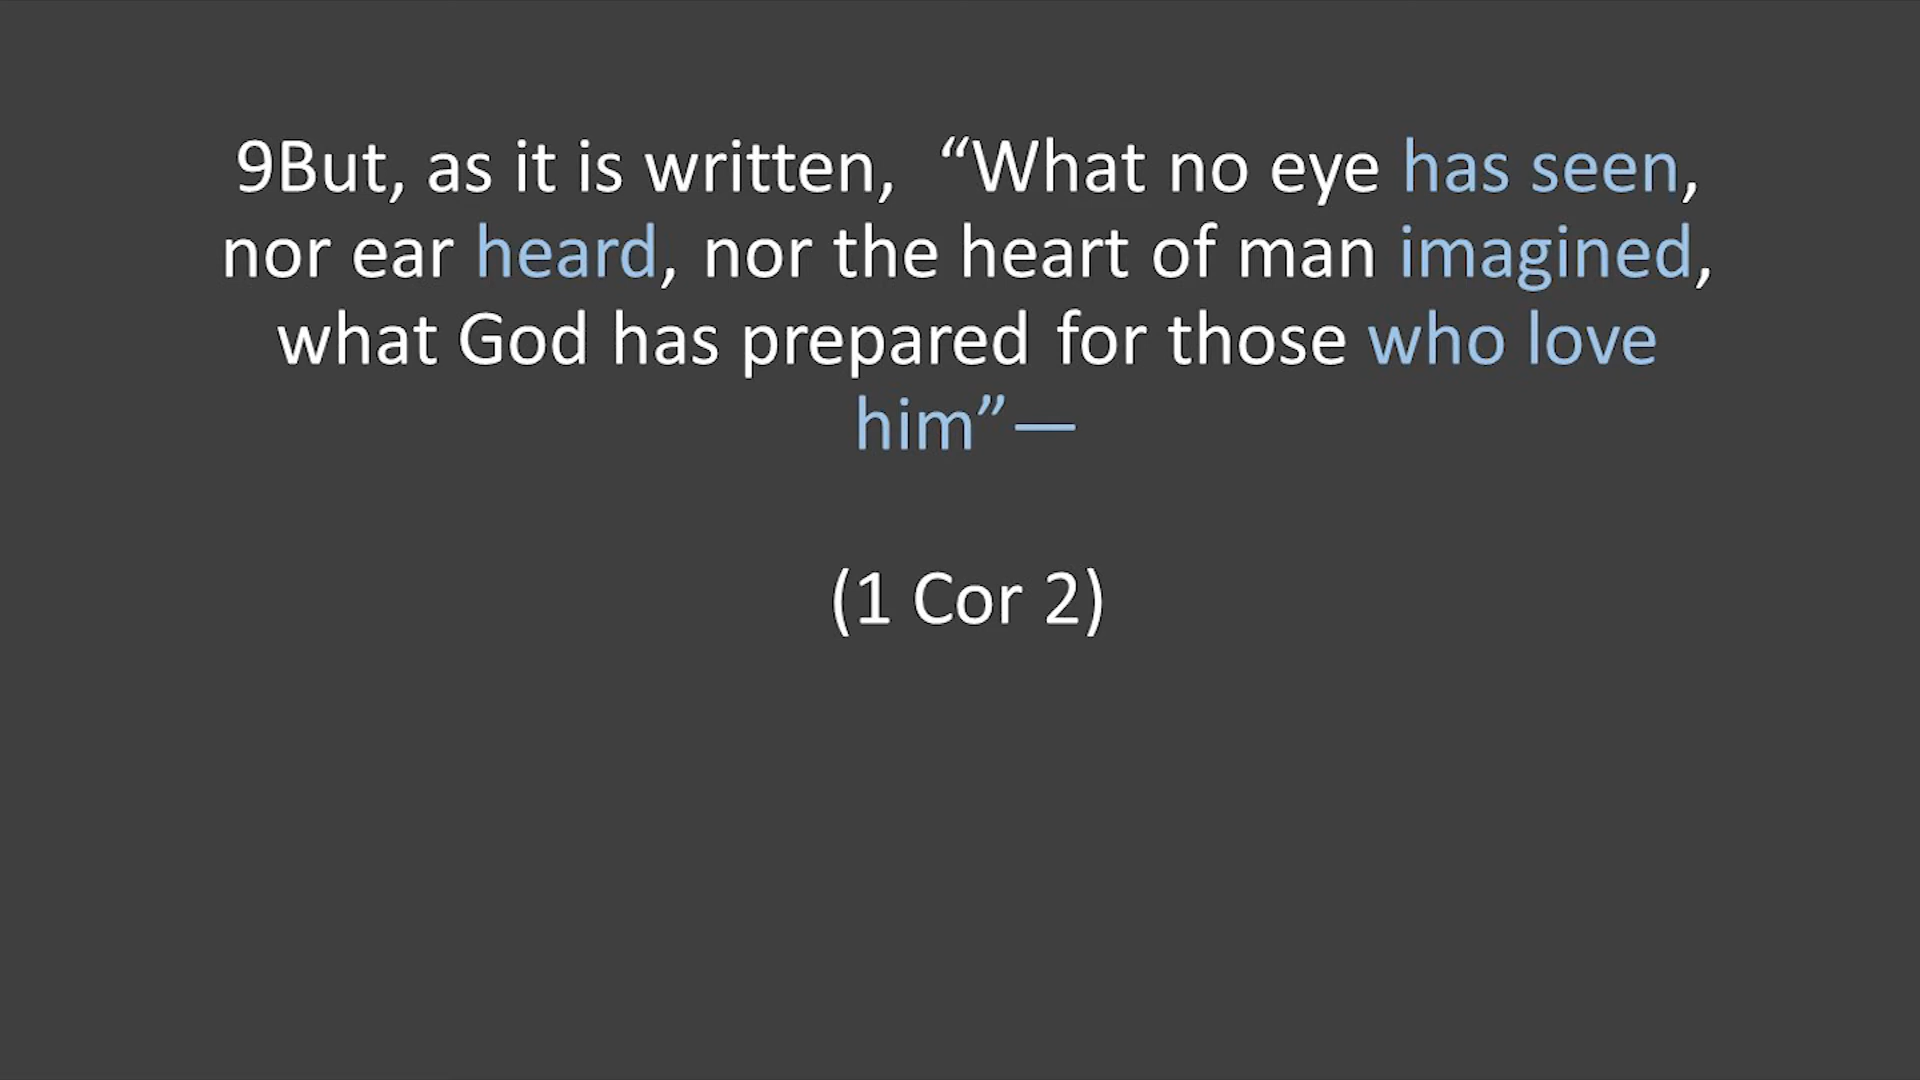 9But, as it is written,  “What no eye has seen,
nor ear heard, nor the heart of man imagined,
what God has prepared for those who love
him”—
(1 Cor 2)